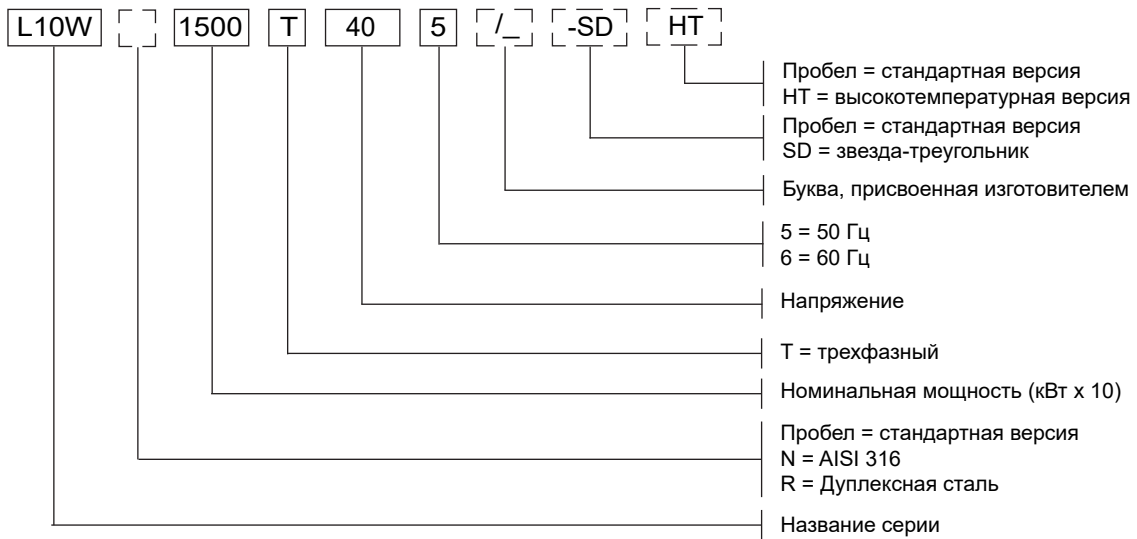 L10W 1500 T 40 5 /_ -SD HT
Пробел = стандартная версия
HT = высокотемпературная версия
Пробел = стандартная версия
SD = звезда-треугольник
Буква, присвоенная изготовителем
5 = 50 Гц
6 = 60 Гц
Напряжение
T = трехфазный
Номинальная мощность (кВт x 10)
Пробел = стандартная версия
N = AISI 316
R = Дуплексная сталь
Название серии